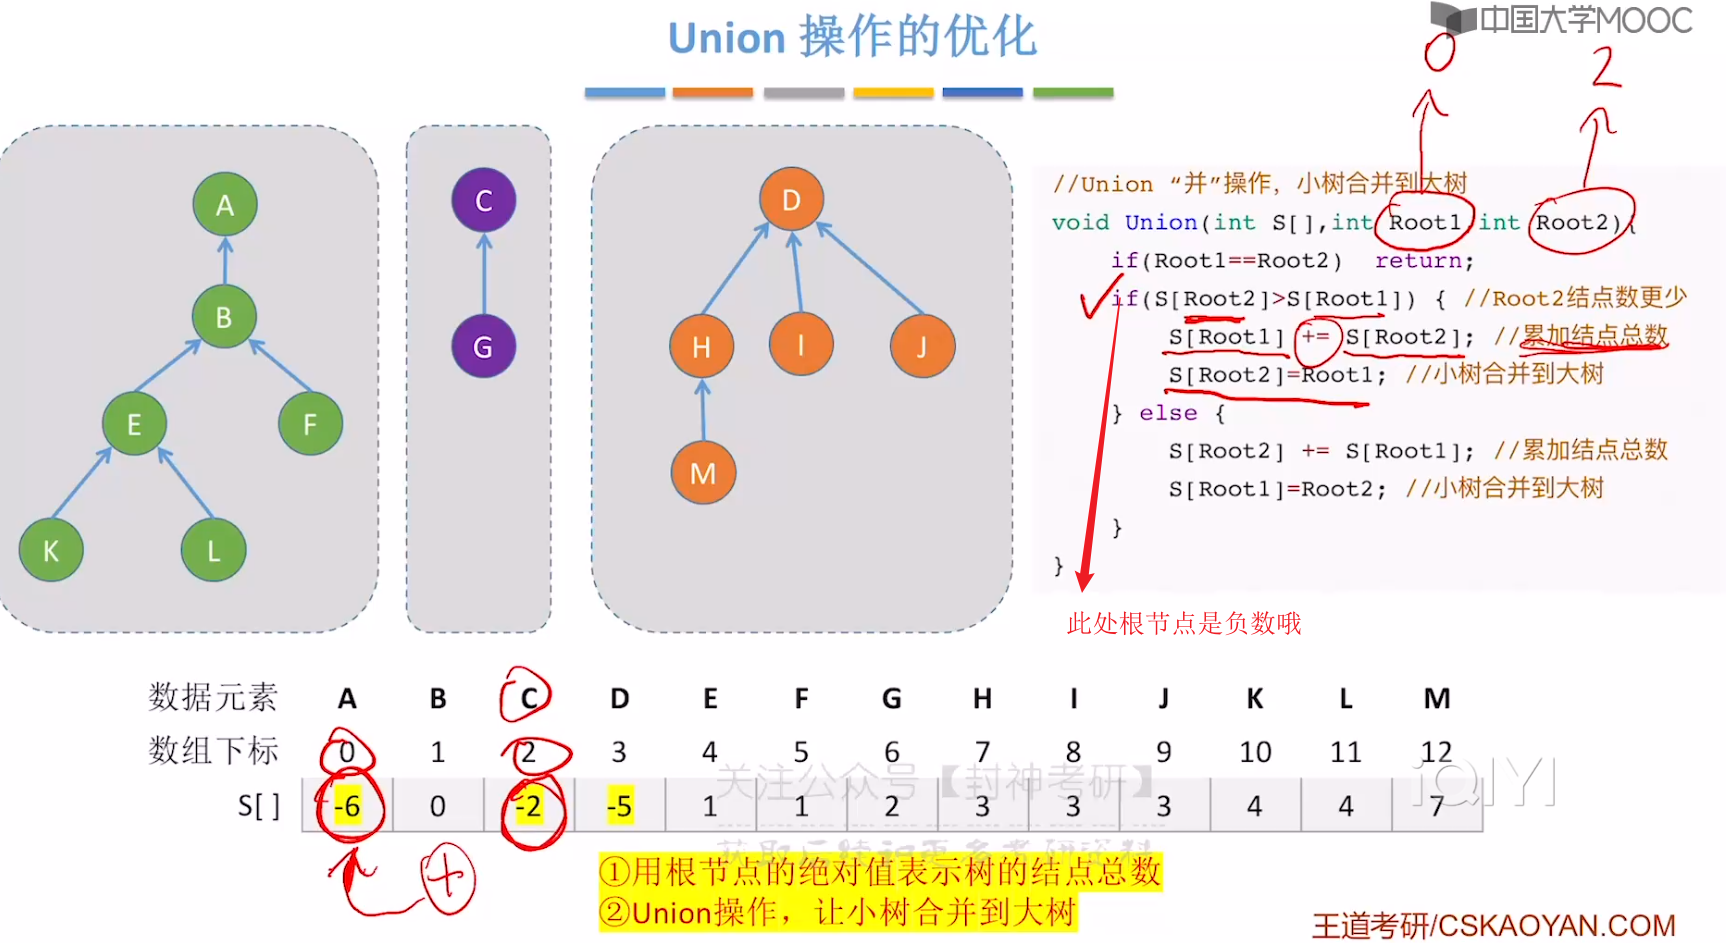 中国大学MOOC
Union 操作的优化
0
2
A
B
E
F
K
L
C
G
D
H
I
J
M
//Union “并”操作，小树合并到大树
void Union(int S[],int Root1,int Root2){
if(Root1==Root2) return;
if(S[Root2]>S[Root1]) { //Root2结点数更少
S[Root1] += S[Root2]; //累加结点总数
S[Root2]=Root1; //小树合并到大树
} else {
S[Root2] += S[Root1]; //累加结点总数
S[Root1]=Root2; //小树合并到大树
}
}
此处根节点是负数哦
数据元素 A B C D E F G H I J K L M
数组下标 0 1 2 3 4 5 6 7 8 9 10 11 12
关注公众号【封神考研】
iQIYI
S[] -6 0 -2 -5 1 1 2 3 3 3 4 4 7
+
①用根节点的绝对值表示树的结点总数
②Union操作，让小树合并到大树
王道考研/CSKAOYAN.COM